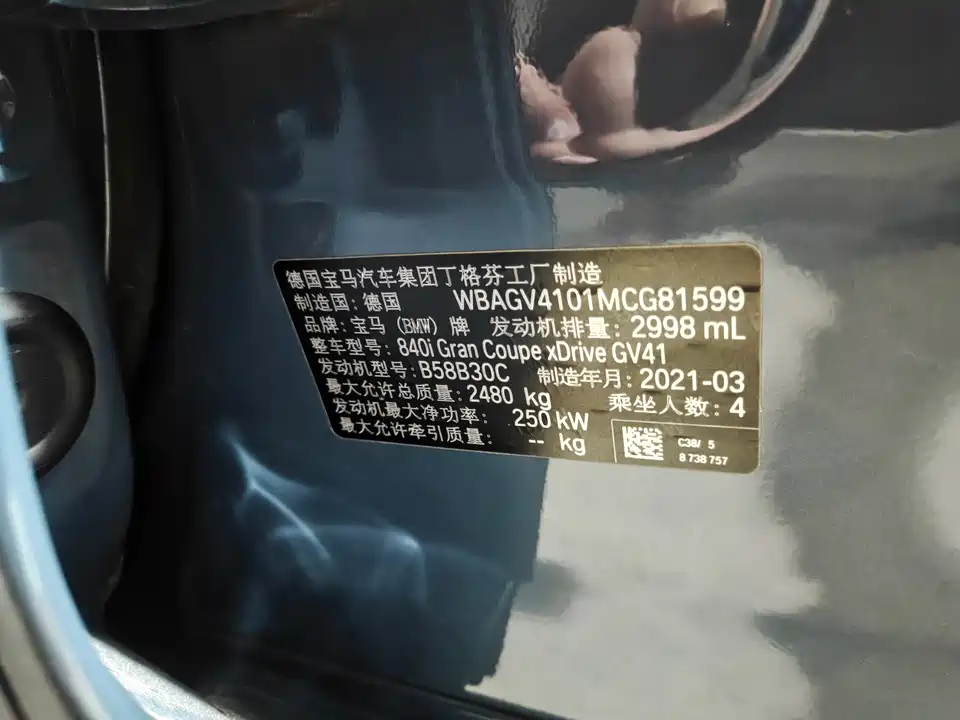 德国宝马汽车集团丁格芬工厂制造
制造国: 德国 WBAGV4101MCG81599
品牌: 宝马 (BMW) 牌 发动机排量: 2998 mL
整车型号: 840i Gran Coupe xDrive GV41
发动机型号: B58B30C 制造年月: 2021-03
最大允许总质量: 2480 kg 乘坐人数: 4
发动机最大净功率: 250 kW
最大允许牵引质量: -- kg
C38/ 5
8 738 757